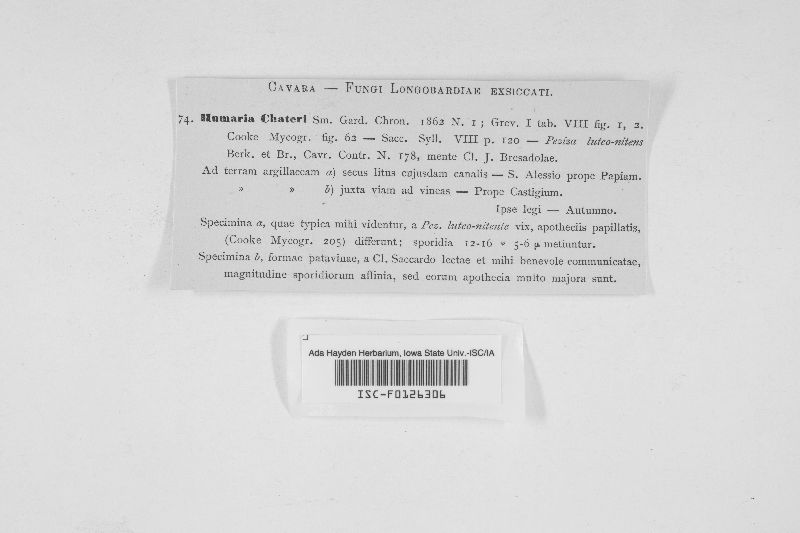 CAVARA — FUNGI LONGOBARDIAE EXSICCATI.
74. Humaria Chateri Sm. Gard. Chron. 1862 N. 1; Grev. I tab. VIII fig. 1, 2.
Cooke Mycogr. fig. 62 — Sacc. Syll. VIII p. 120 — Peziza luteo-nitens
Berk. et Br., Cavr. Contr. N. 178, mente Cl. J. Bresadolae.
Ad terram argillaceam a) secus litus cujusdam canalis — S. Alessio prope Papiam.
» » b) juxta viam ad vineas — Prope Castigium.
Ipse legi — Autumno.
Specimina a, quae typica mihi videntur, a Pez. luteo-nitente vix, apotheciis papillatis,
(Cooke Mycogr. 205) differunt; sporidia 12-16 * 5-6 µ metiuntur.
Specimina b, formae patavinae, a Cl. Saccardo lectae et mihi benevole communicatae,
magnitudine sporidiorum affinia, sed eorum apothecia multo majora sunt.
Ada Hayden Herbarium, Iowa State Univ.-ISC/IA
ISC-F0126306